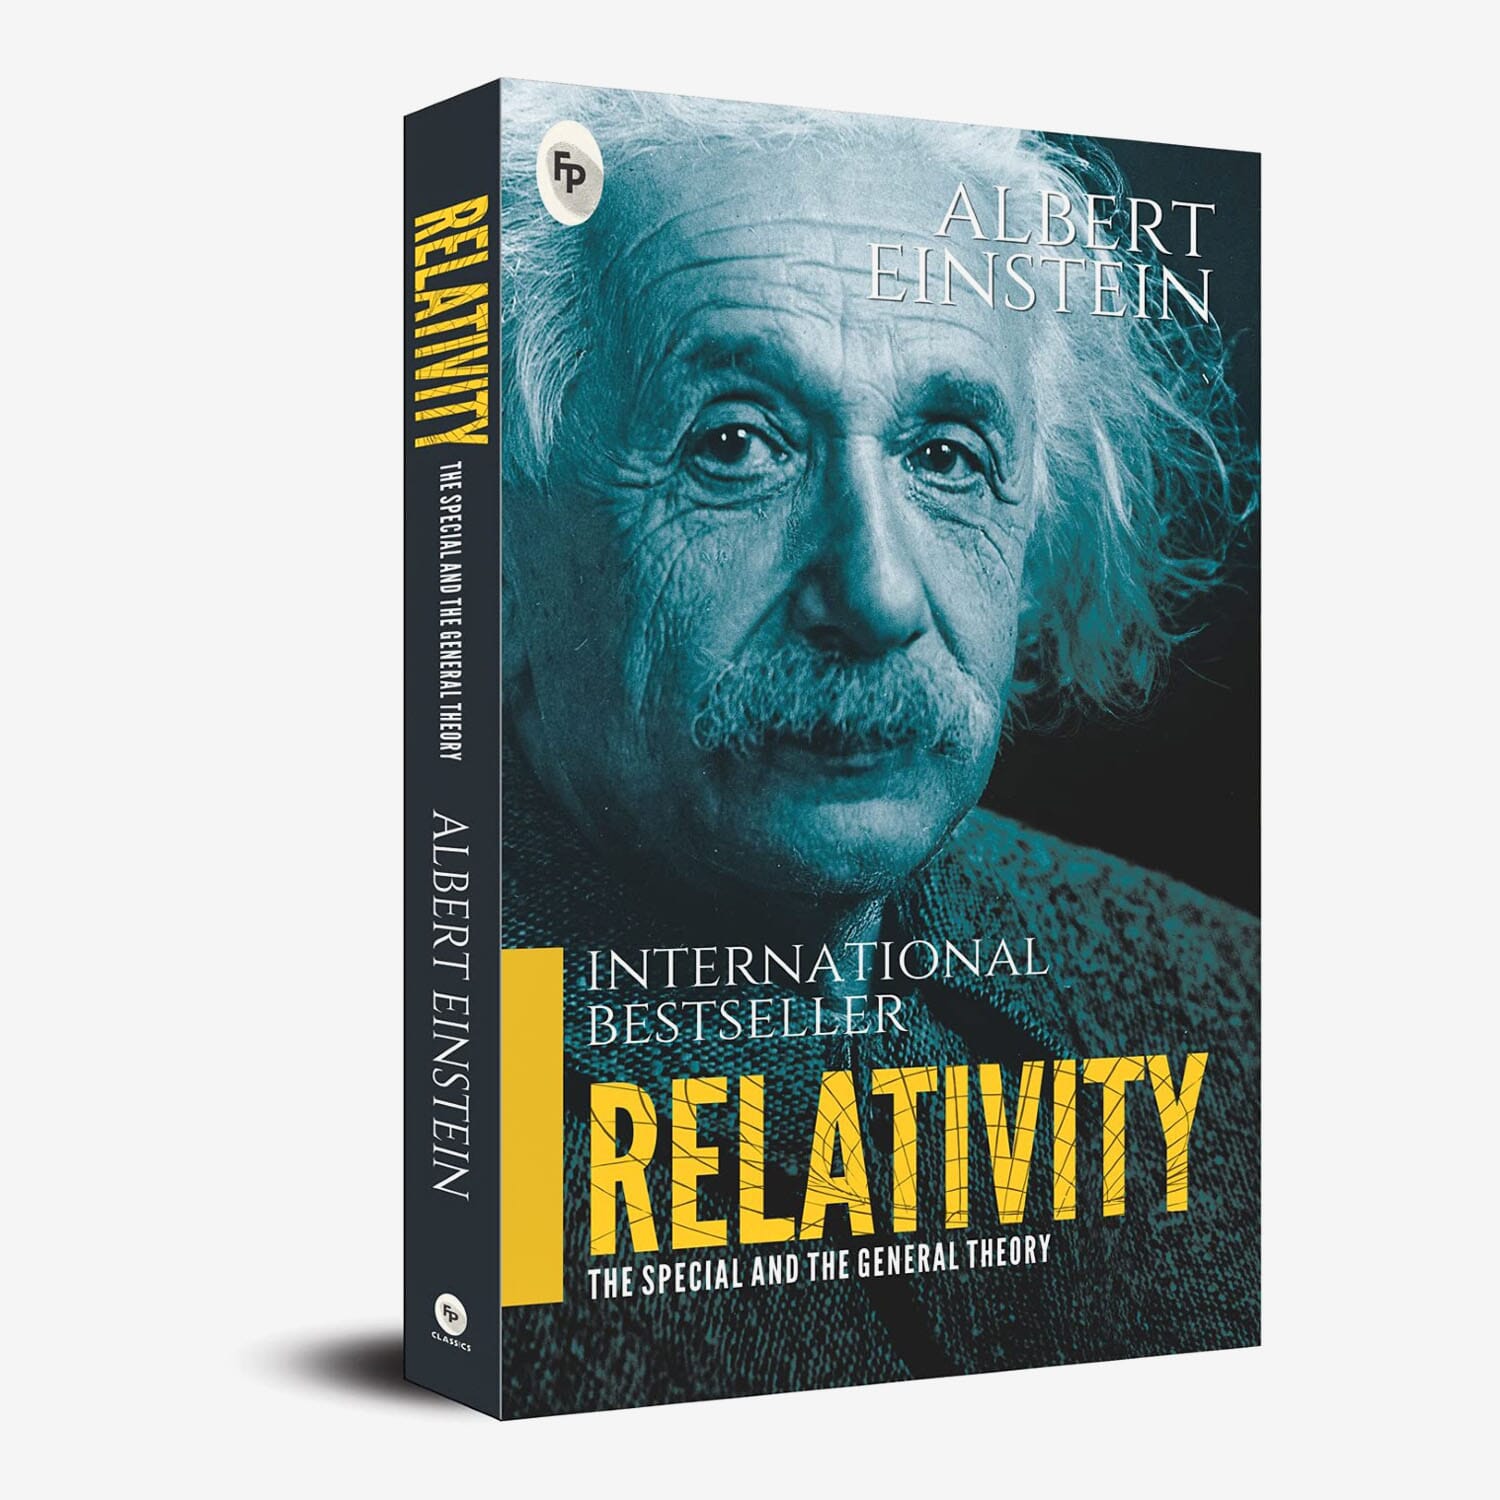 RELATIVITY
THE SPECIAL AND THE GENERAL THEORY
ALBERT EINSTEIN
FP
CLASSICS
FP
ALBERT
EINSTEIN
INTERNATIONAL
BESTSELLER
RELATIVITY
THE SPECIAL AND THE GENERAL THEORY